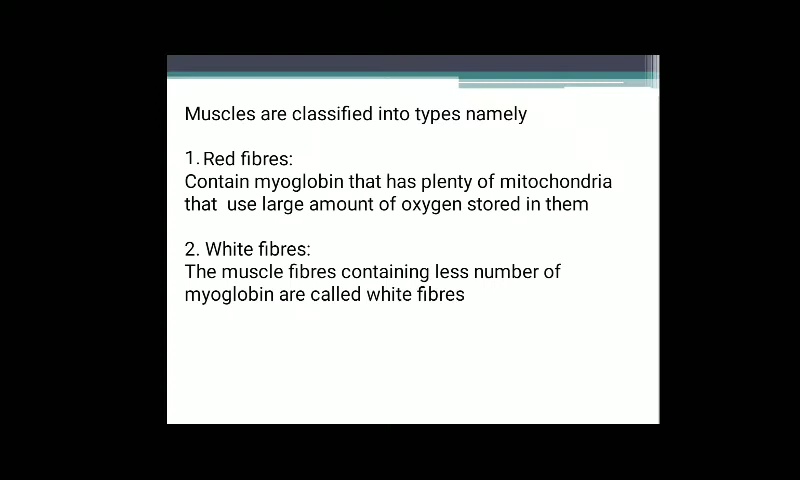 Muscles are classified into types namely
1. Red fibres:
Contain myoglobin that has plenty of mitochondria
that use large amount of oxygen stored in them
2. White fibres:
The muscle fibres containing less number of
myoglobin are called white fibres